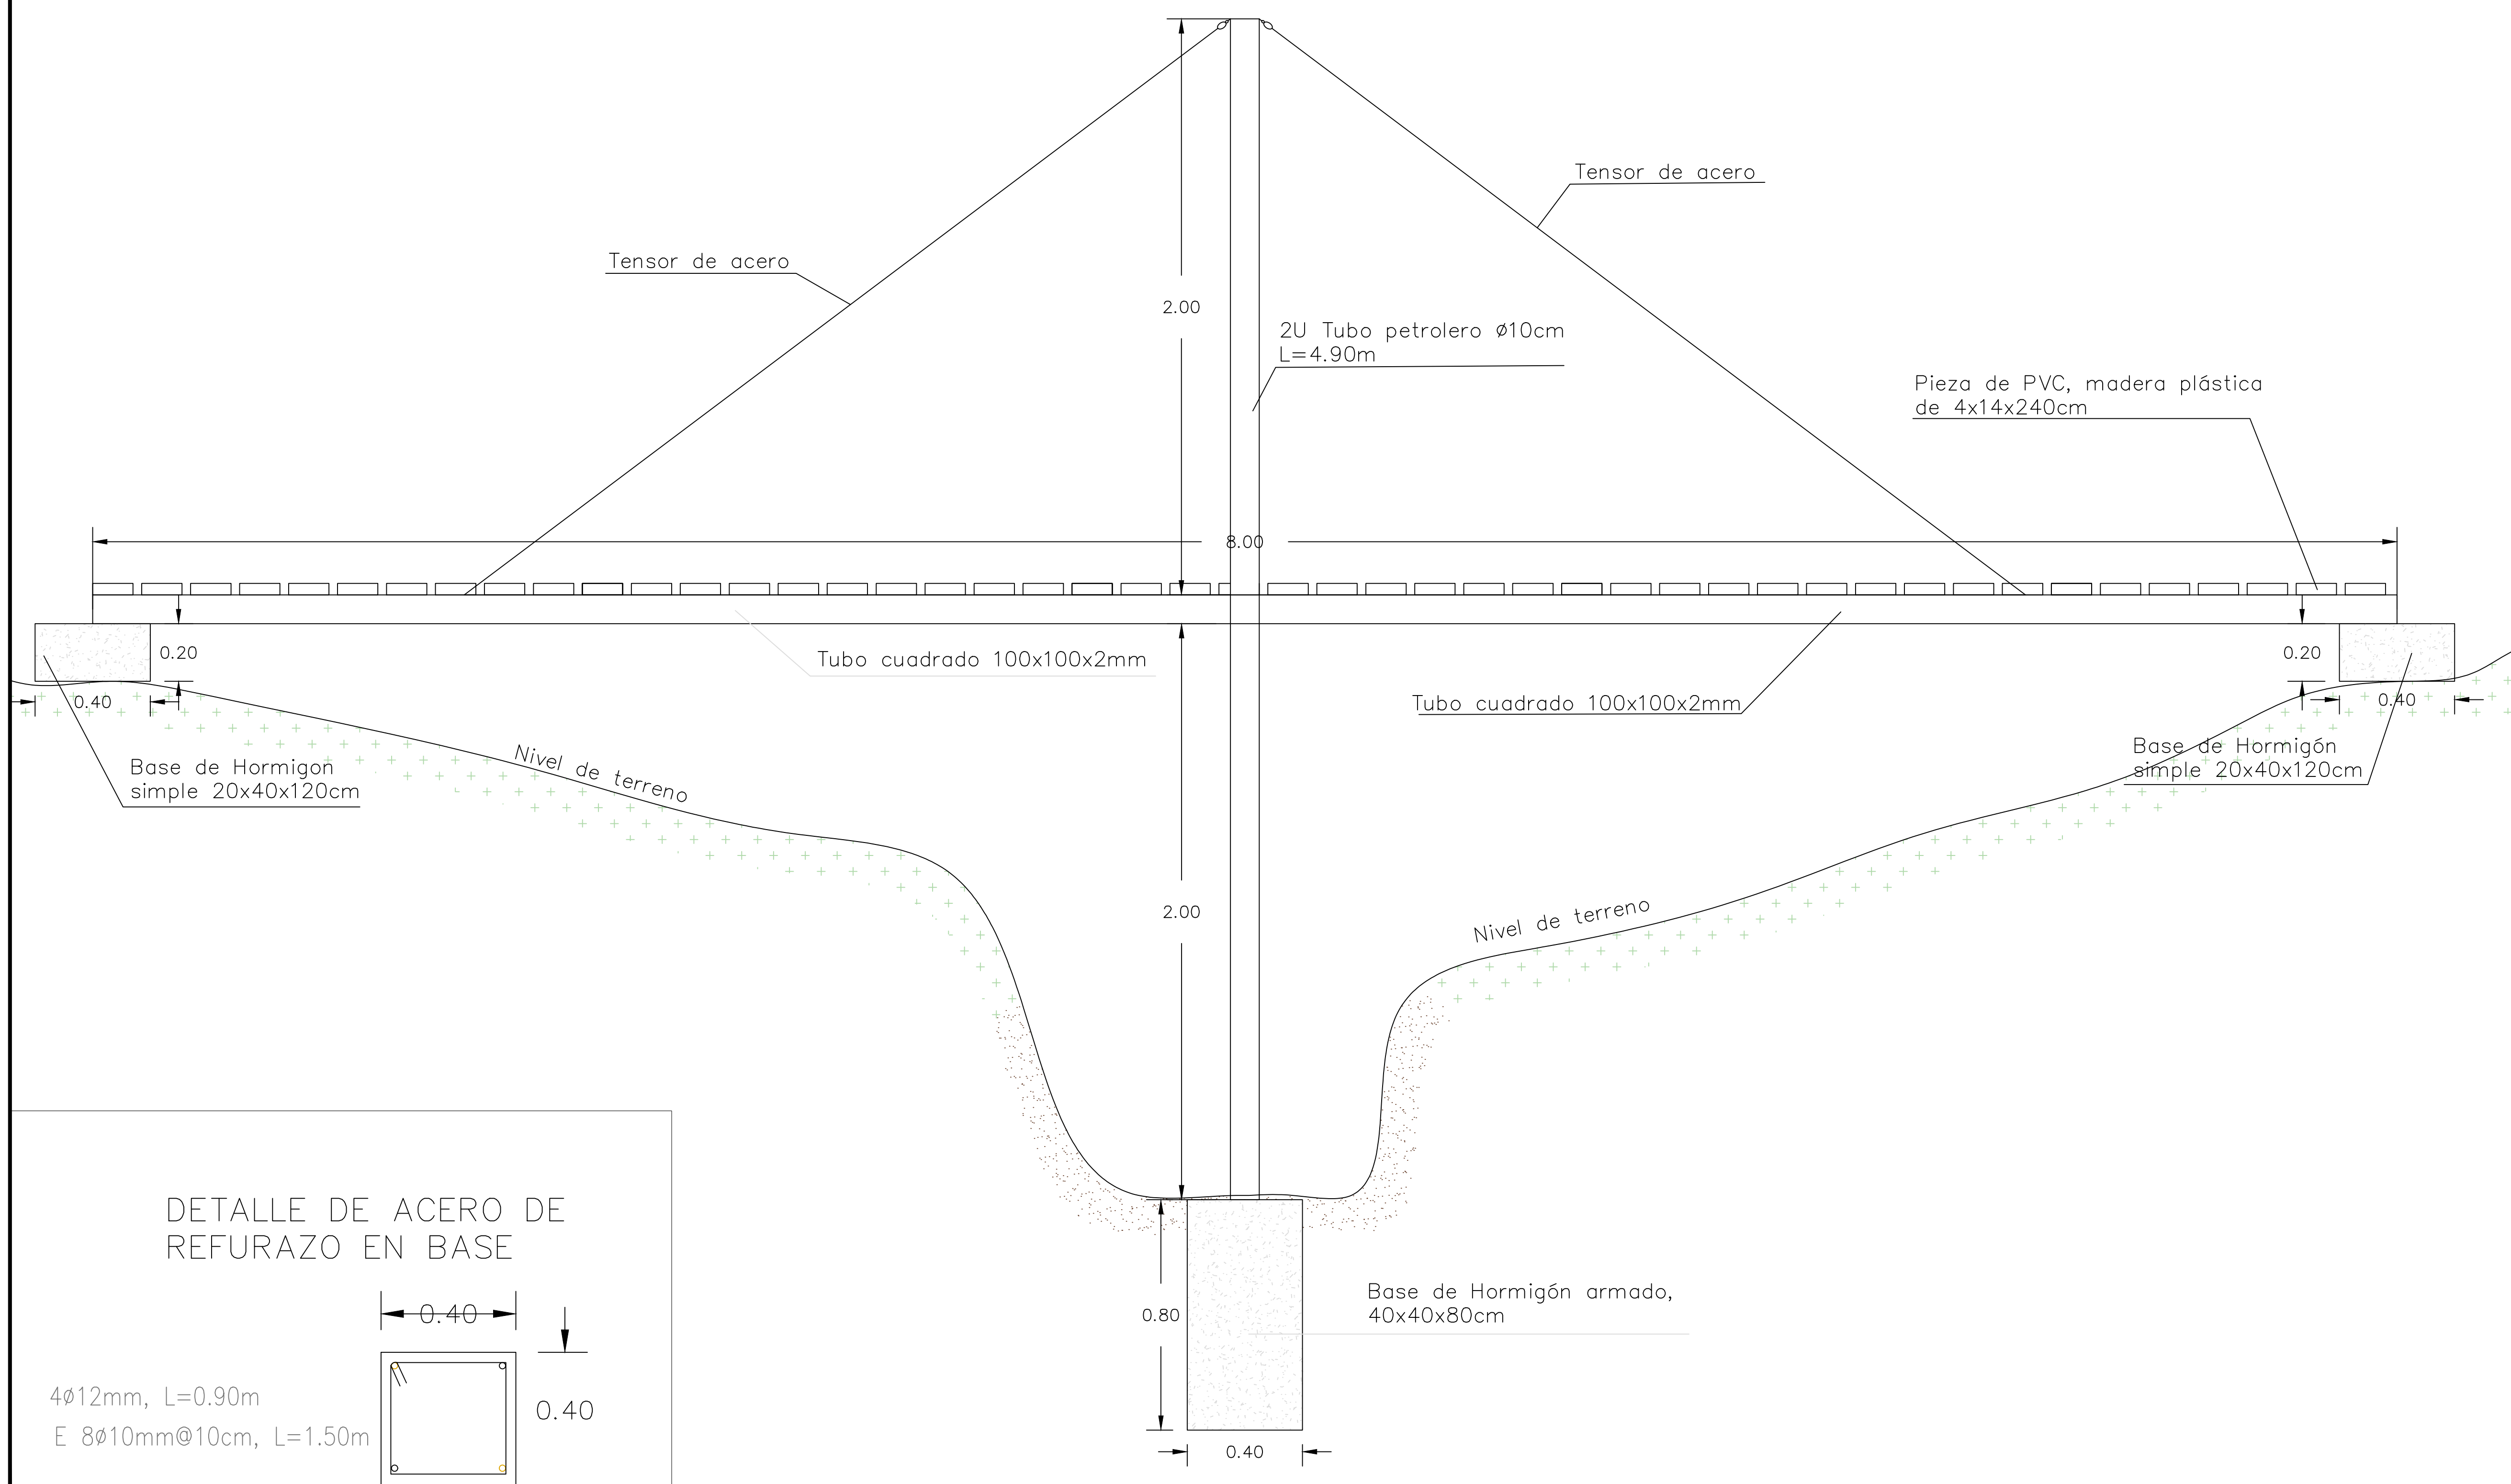 Tensor de acero
Tensor de acero
2.00
2U Tubo petrolero ø10cm
L=4.90m
Pieza de PVC, madera plástica
de 4x14x240cm
8.00
0.20
0.40
Tubo cuadrado 100x100x2mm
Tubo cuadrado 100x100x2mm
0.20
0.40
Base de Hormigon
simple 20x40x120cm
Nivel de terreno
Base de Hormigón
simple 20x40x120cm
2.00
Nivel de terreno
DETALLE DE ACERO DE
REFURAZO EN BASE
0.40
0.40
4ø12mm, L=0.90m
E 8ø10mm@10cm, L=1.50m
0.80
Base de Hormigón armado,
40x40x80cm
0.40